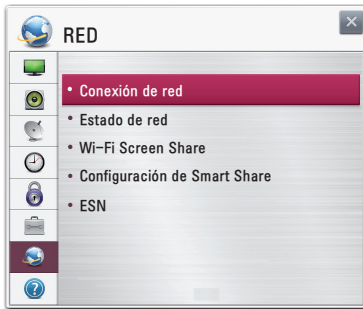 RED
• Conexión de red
• Estado de red
• Wi-Fi Screen Share
• Configuración de Smart Share
• ESN